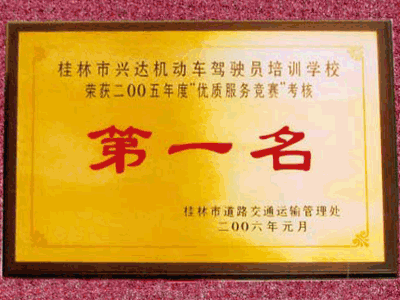 桂林市兴达机动车驾驶员培训学校
荣获二00五年度"优质服务竞赛"考核
第一名
桂林市道路交通运输管理处
二00六年元月